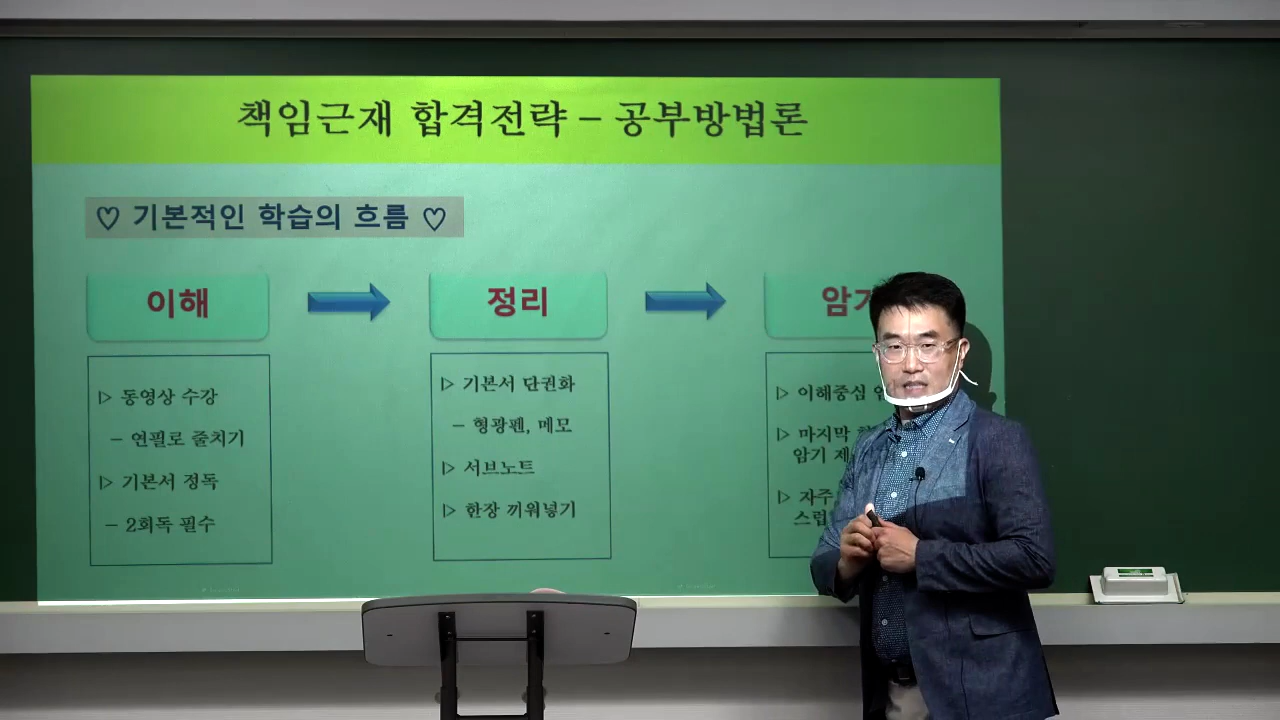 책임근재 합격전략 – 공부방법론
♡ 기본적인 학습의 흐름 ♡
이해
▷ 동영상 수강
– 연필로 줄치기
▷ 기본서 정독
– 2회독 필수
정리
▷ 기본서 단권화
– 형광펜, 메모
▷ 서브노트
▷ 한장 끼워넣기
▷ 이해중심
▷ 마지막
암기
▷ 자주